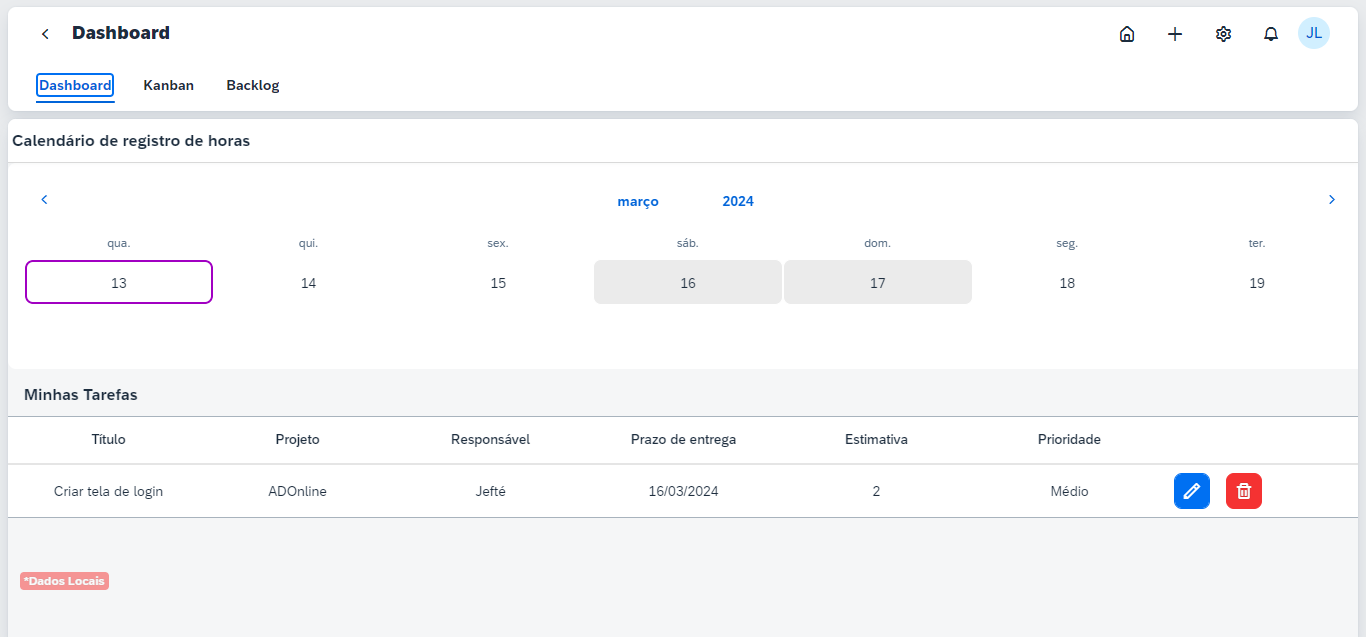 Dashboard
JL
Dashboard Kanban Backlog
Calendário de registro de horas
março 2024
qua. qui. sex. sáb. dom. seg. ter.
13 14 15 16 17 18 19
Minhas Tarefas
Título Projeto Responsável Prazo de entrega Estimativa Prioridade
Criar tela de login ADOnline Jefté 16/03/2024 2 Médio
*Dados Locais